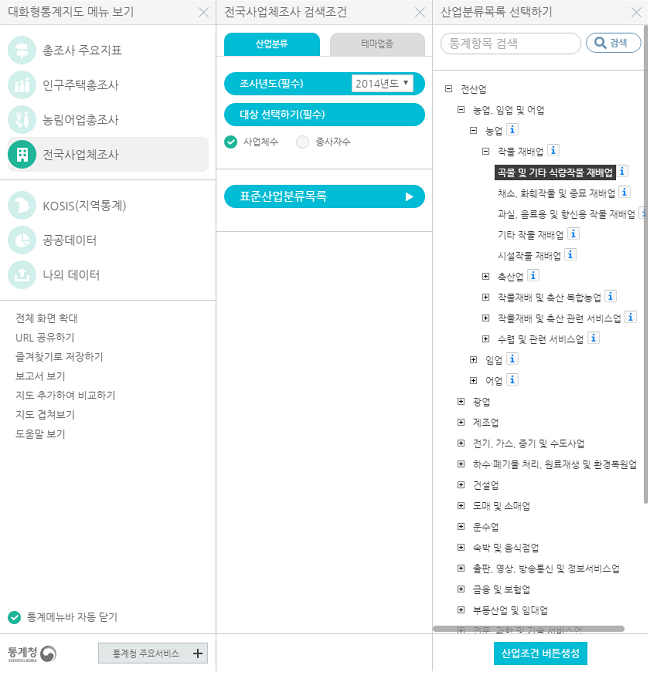 대화형통계지도 메뉴 보기
총조사 주요지표
인구주택총조사
농림어업총조사
전국사업체조사
KOSIS(지역통계)
공공데이터
나의 데이터
전체 화면 확대
URL 공유하기
즐겨찾기로 저장하기
보고서 보기
지도 추가하여 비교하기
지도 겹쳐보기
도움말 보기
통계메뉴바 자동 닫기
통계청
STATISTICS KOREA
통계청 주요서비스
전국사업체조사 검색조건
산업분류
테마업종
조사년도(필수)
2014년도
대상 선택하기(필수)
사업체수
종사자수
표준산업분류목록
산업분류목록 선택하기
통계항목 검색
검색
전산업
농업, 임업 및 어업
농업
작물 재배업
곡물 및 기타 식량작물 재배업
채소, 화훼작물 및 종묘 재배업
과실, 음료용 및 향신용 작물 재배업
기타 작물 재배업
시설작물 재배업
축산업
작물재배 및 축산 복합농업
작물재배 및 축산 관련 서비스업
수렵 및 관련 서비스업
임업
어업
광업
제조업
전기, 가스, 증기 및 수도사업
하수·폐기물 처리, 원료재생 및 환경복원업
건설업
도매 및 소매업
운수업
숙박 및 음식점업
출판, 영상, 방송통신 및 정보서비스업
금융 및 보험업
부동산업 및 임대업
전문, 과학 및 기술 서비스업
산업조건 버튼생성